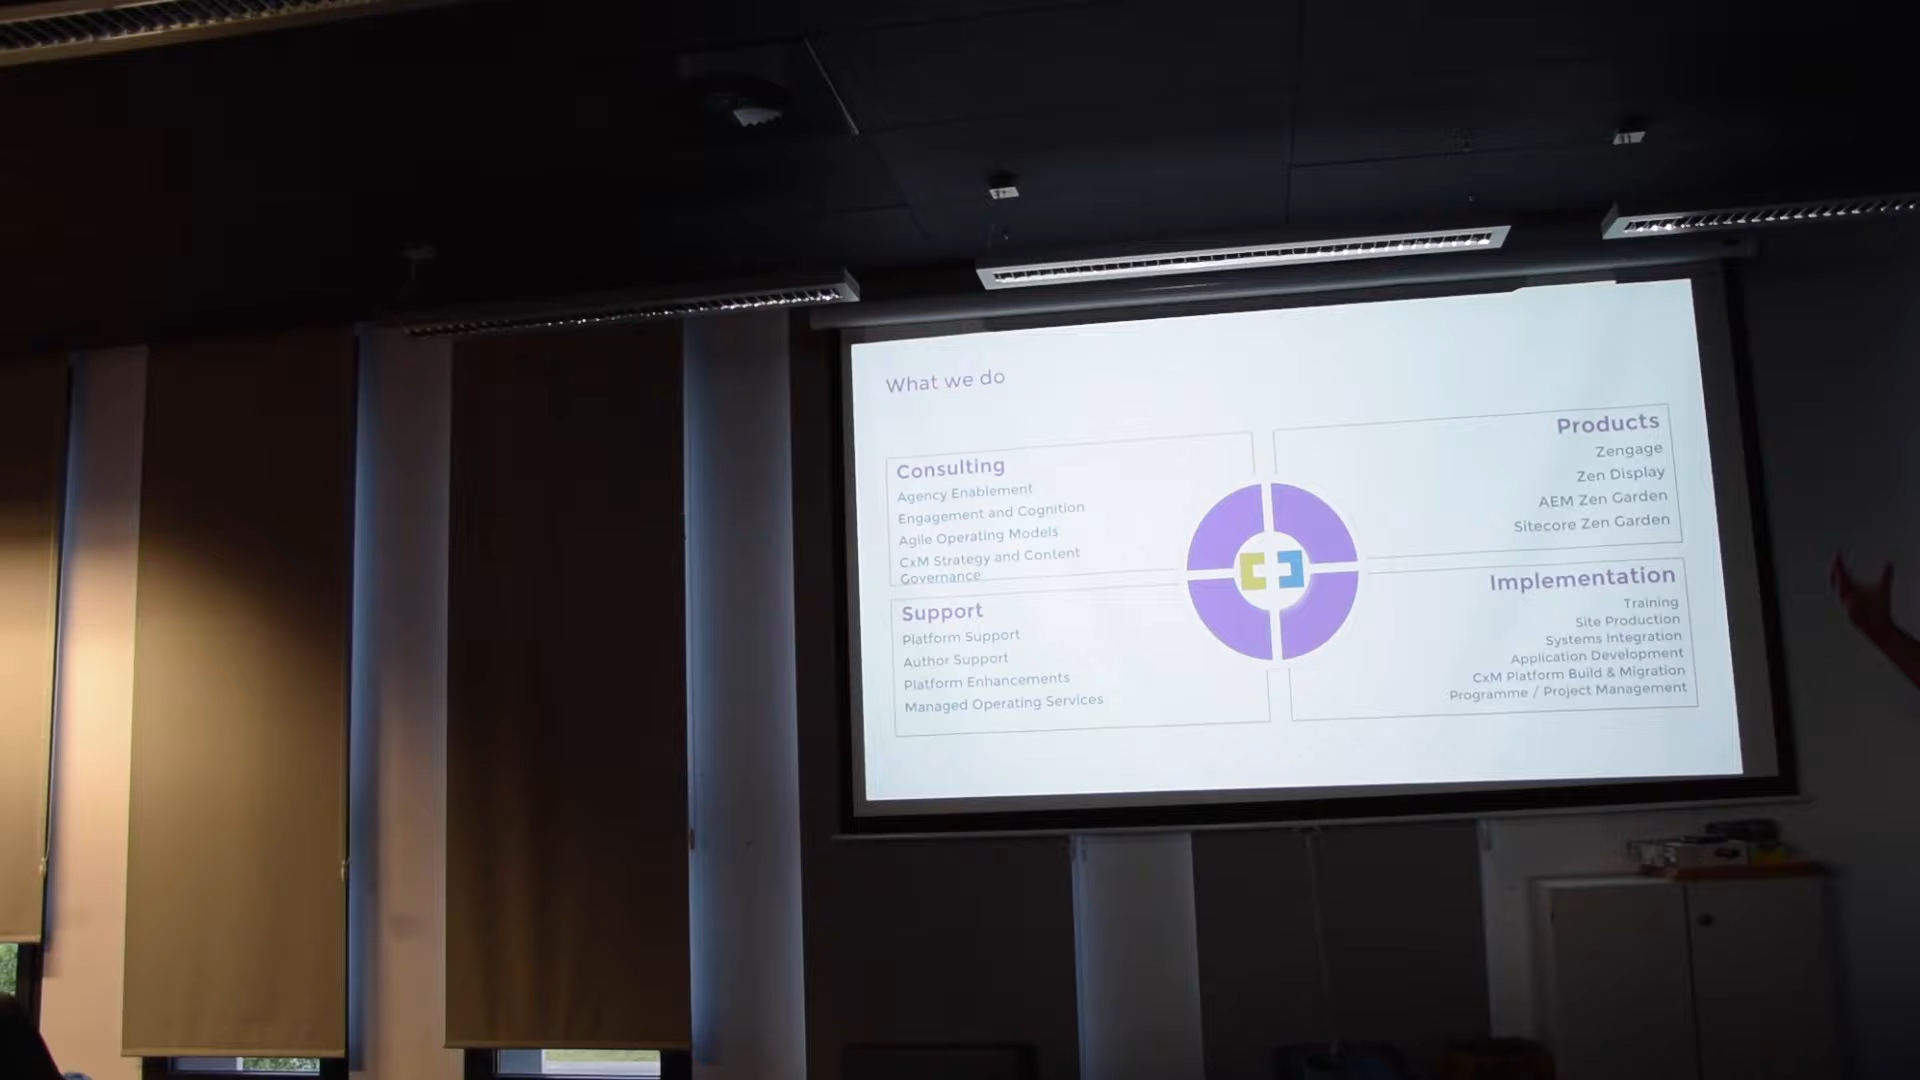 What we do
Consulting
Agency Enablement
Engagement and Cognition
Agile Operating Models
CxM Strategy and Content
Governance
Products
Zengage
Zen Display
AEM Zen Garden
Sitecore Zen Garden
Support
Platform Support
Author Support
Platform Enhancements
Managed Operating Services
Implementation
Training
Site Production
Systems Integration
Application Development
CxM Platform Build & Migration
Programme / Project Management